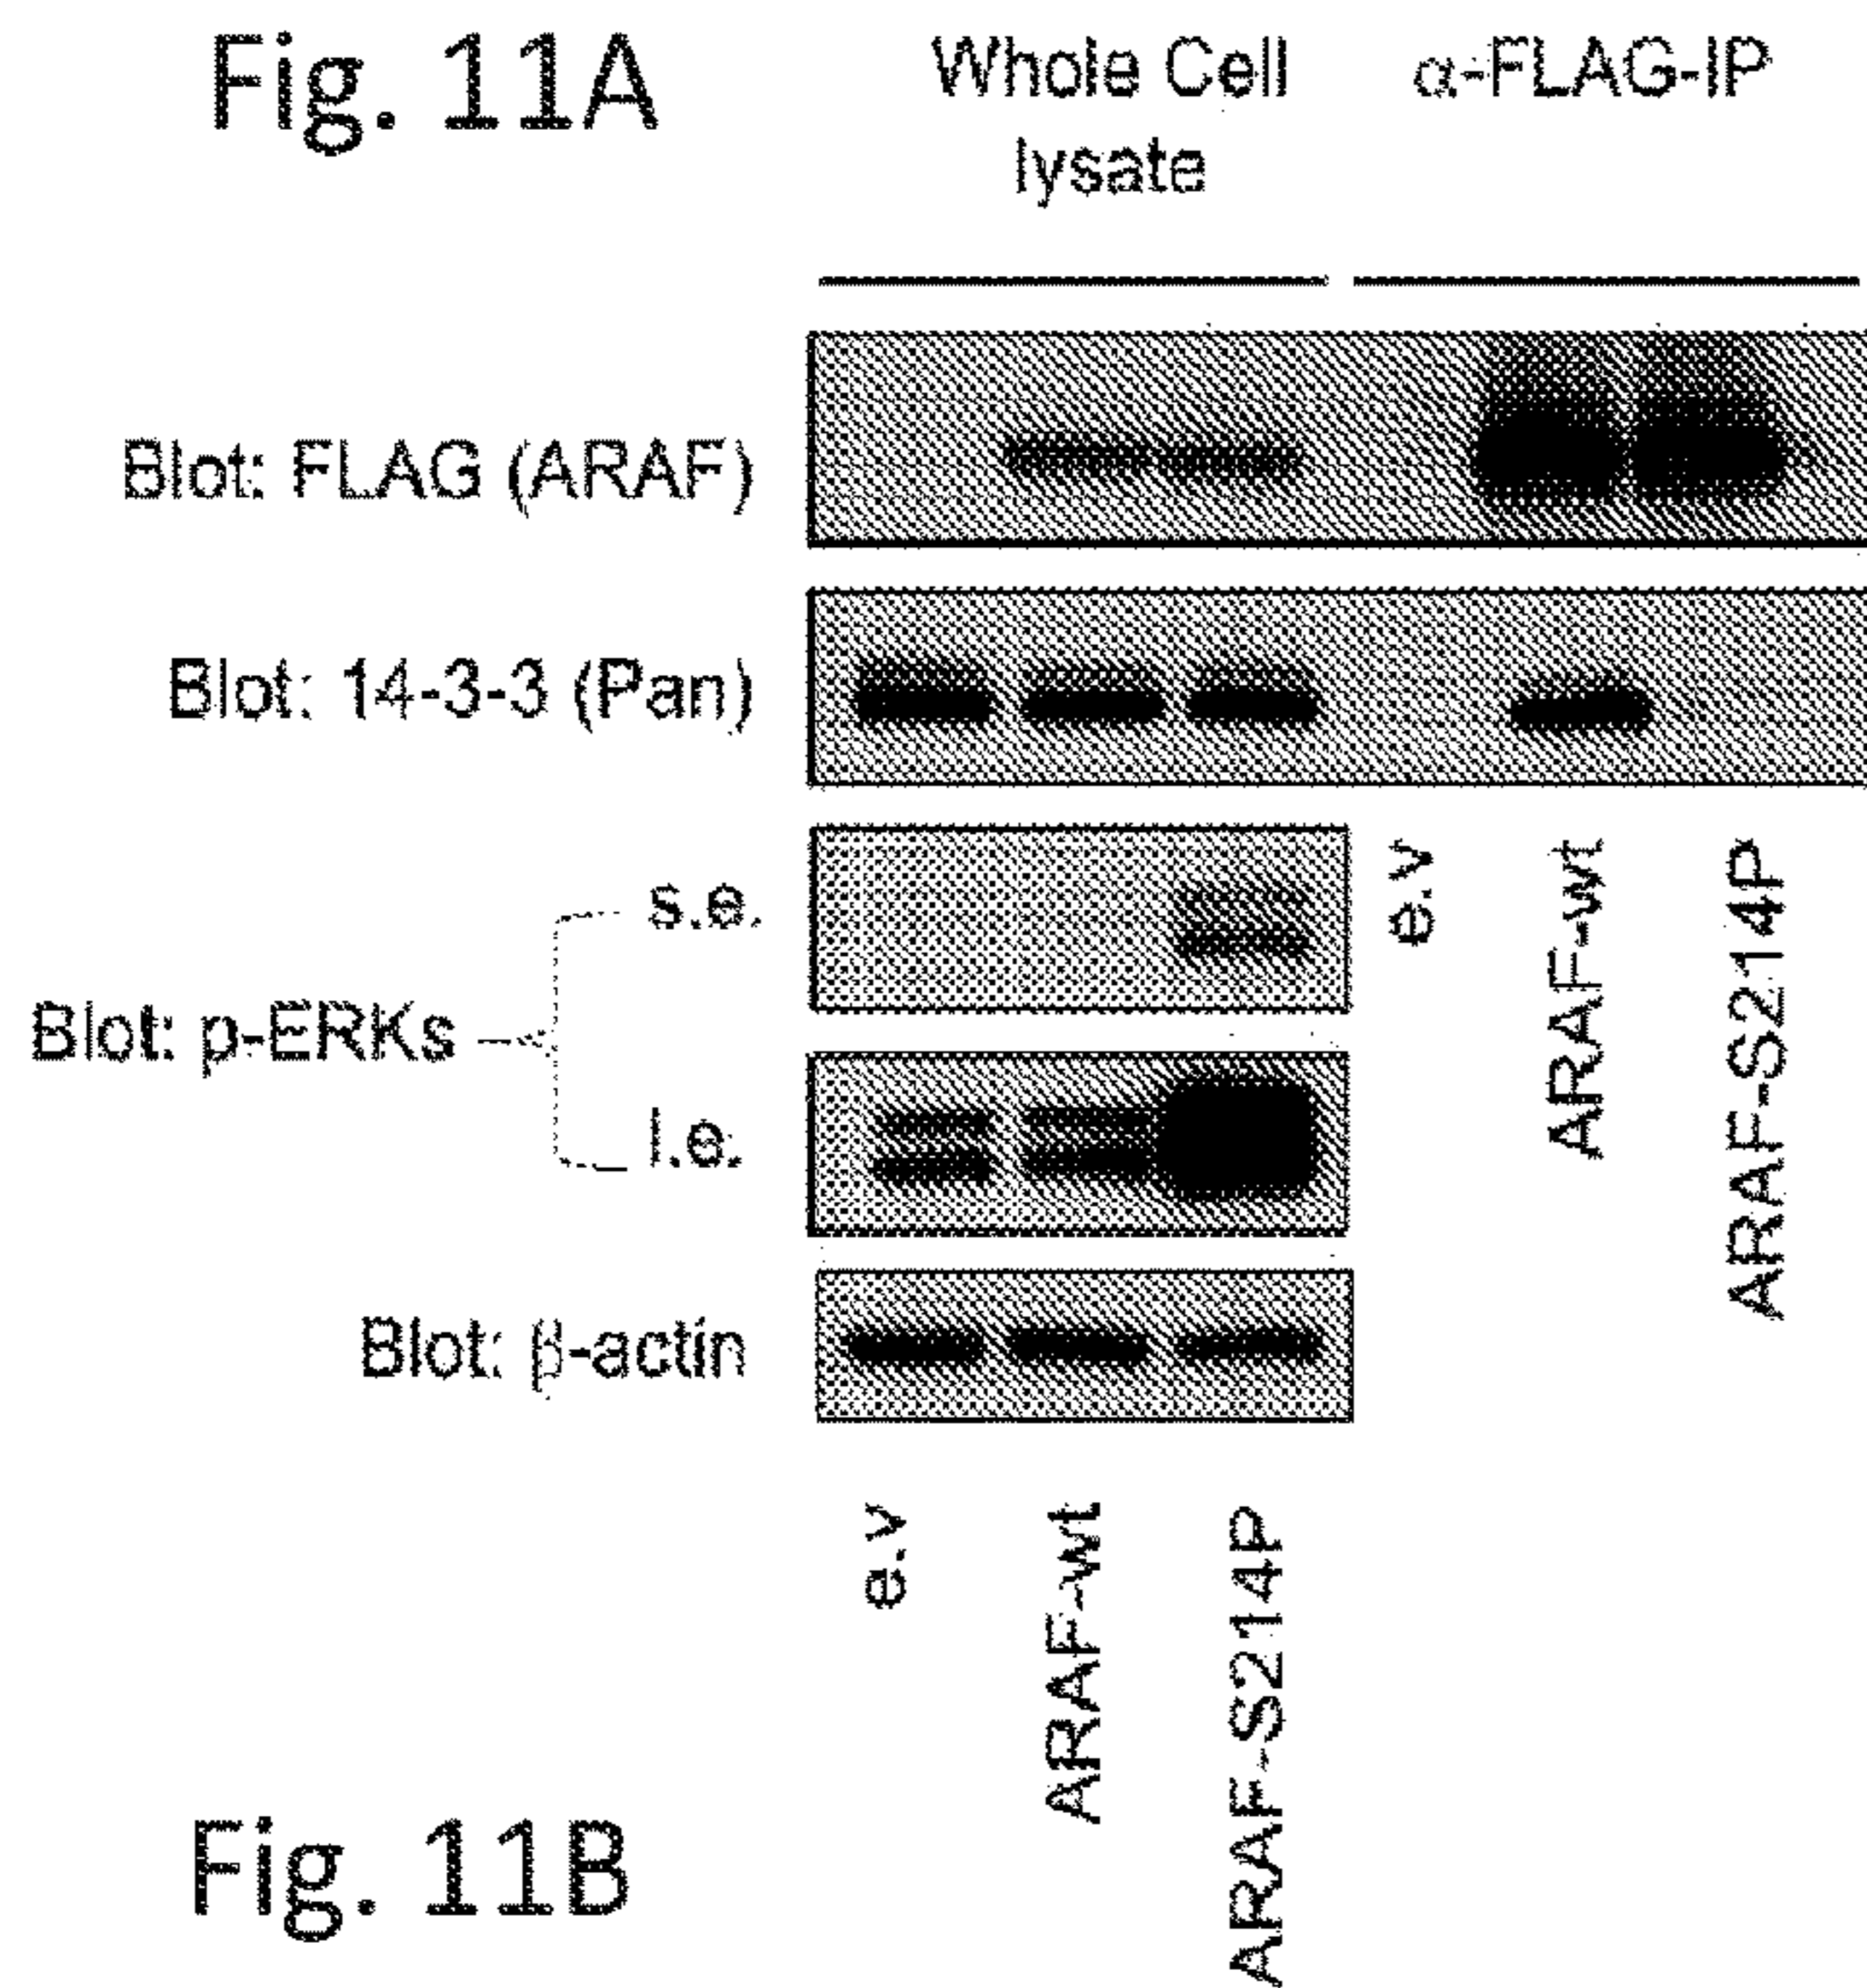 Fig. 11A
Whole Cell
lysate
α-FLAG-IP
Blot: FLAG (ARAF)
Blot: 14-3-3 (Pan)
Blot: p-ERKs
s.e.
l.e.
e.v
ARAF-wt
ARAF-S214P
Blot: β-actin
e.v
ARAF-wt
ARAF-S214P
Fig. 11B